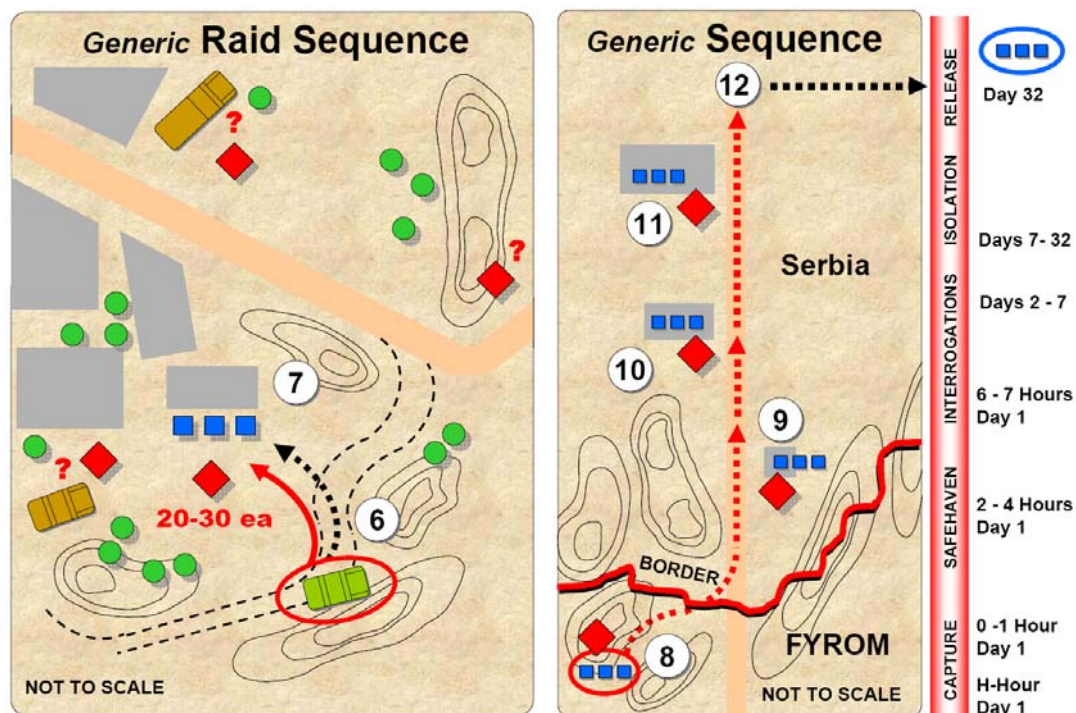 Generic Raid Sequence
?
?
7
?
20-30 ea
6
NOT TO SCALE
Generic Sequence
12
11
Serbia
10
9
BORDER
FYROM
8
NOT TO SCALE
RELEASE
ISOLATION
INTERROGATIONS
SAFEHAVEN
CAPTURE
Day 32
Days 7- 32
Days 2 - 7
6 - 7 Hours
Day 1
2 - 4 Hours
Day 1
0 -1 Hour
Day 1
H-Hour
Day 1